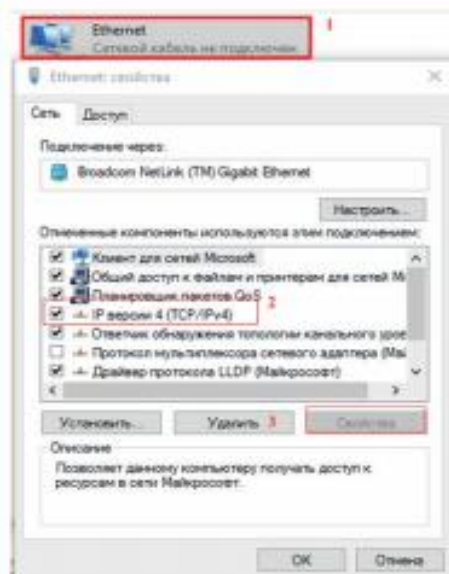 Ethernet
1
Сетевой кабель не подключен
Ethernet: свойства
Сеть Доступ
Подключение через:
Broadcom NetLink (TM) Gigabit Ethernet
Настроить...
Отмеченные компоненты используются этим подключением:
Клиент для сетей Microsoft
Общий доступ к файлам и принтерам для сетей Mi
Планировщик пакетов QoS
2
IP версии 4 (TCP/IPv4)
Ответчик обнаружения топологии канального уров
Протокол мультиплексора сетевого адаптера (Май
Драйвер протокола LLDP (Майкрософт)
Установить... Удалить 3 Свойства
Описание
Позволяет данному компьютеру получать доступ к
ресурсам в сети Майкрософт.
OK Отмена